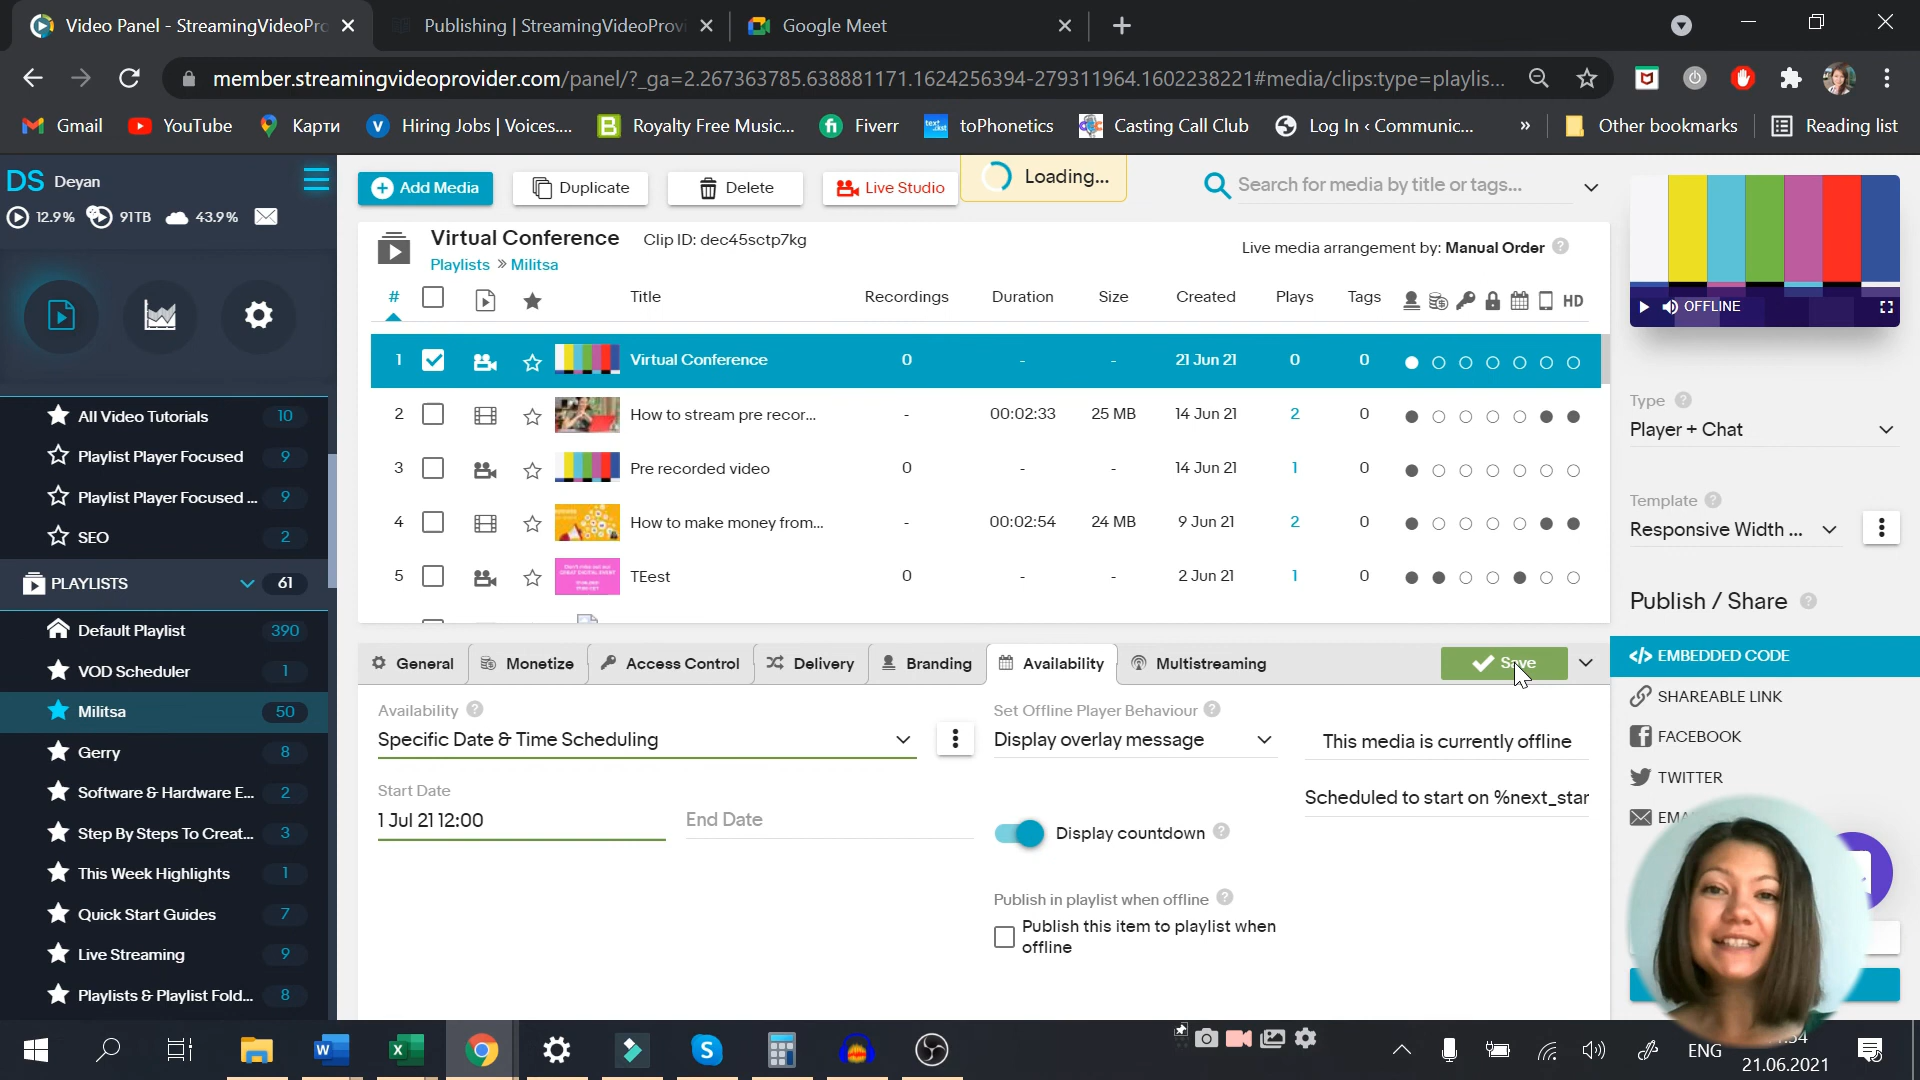 Video Panel - StreamingVideoPr
Publishing | StreamingVideoProvi
Google Meet
member.streamingvideoprovider.com/panel/?_ga=2.267363785.638881171.1624256394-279311964.1602238221#media/clips:type=playlis...
Gmail
YouTube
Карти
Hiring Jobs | Voices....
Royalty Free Music...
Fiverr
toPhonetics
Casting Call Club
Log In ‹ Communic...
»
Other bookmarks
Reading list
DS Deyan
12.9% 91TB 43.9%
Add Media
Duplicate
Delete
Live Studio
Loading...
Search for media by title or tags...
Virtual Conference Clip ID: dec45sctp7kg
Playlists » Militsa
Live media arrangement by: Manual Order
# Title Recordings Duration Size Created Plays Tags HD
1 Virtual Conference 0 - - 21 Jun 21 0 0
2 How to stream pre recor... - 00:02:33 25 MB 14 Jun 21 2 0
3 Pre recorded video 0 - - 14 Jun 21 1 0
4 How to make money from... - 00:02:54 24 MB 9 Jun 21 2 0
5 TEest 0 - - 2 Jun 21 1 0
All Video Tutorials 10
Playlist Player Focused 9
Playlist Player Focused ... 9
SEO 2
PLAYLISTS 61
Default Playlist 390
VOD Scheduler 1
Militsa 50
Gerry 8
Software & Hardware E... 2
Step By Steps To Creat... 3
This Week Highlights 1
Quick Start Guides 7
Live Streaming 9
Playlists & Playlist Fold... 8
General
Monetize
Access Control
Delivery
Branding
Availability
Multistreaming
Save
Availability
Specific Date & Time Scheduling
Start Date
1 Jul 21 12:00
End Date
Set Offline Player Behaviour
Display overlay message
This media is currently offline
Scheduled to start on %next_star
Display countdown
Publish in playlist when offline
Publish this item to playlist when
offline
OFFLINE
Type
Player + Chat
Template
Responsive Width ...
Publish / Share
</> EMBEDDED CODE
SHAREABLE LINK
FACEBOOK
TWITTER
ENG
21.06.2021